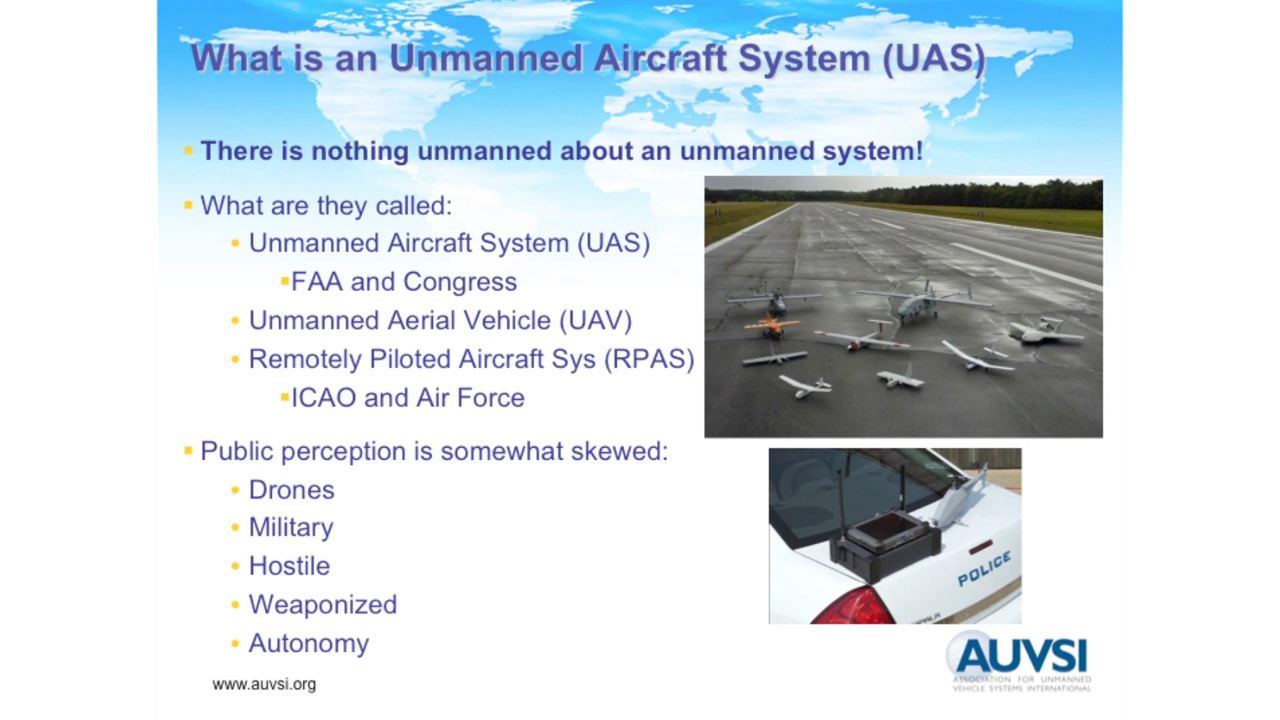 What is an Unmanned Aircraft System (UAS)
There is nothing unmanned about an unmanned system!
What are they called:
Unmanned Aircraft System (UAS)
FAA and Congress
Unmanned Aerial Vehicle (UAV)
Remotely Piloted Aircraft Sys (RPAS)
ICAO and Air Force
Public perception is somewhat skewed:
Drones
Military
Hostile
Weaponized
Autonomy
POLICE
www.auvsi.org
AUVSI
ASSOCIATION FOR UNMANNED
VEHICLE SYSTEMS INTERNATIONAL